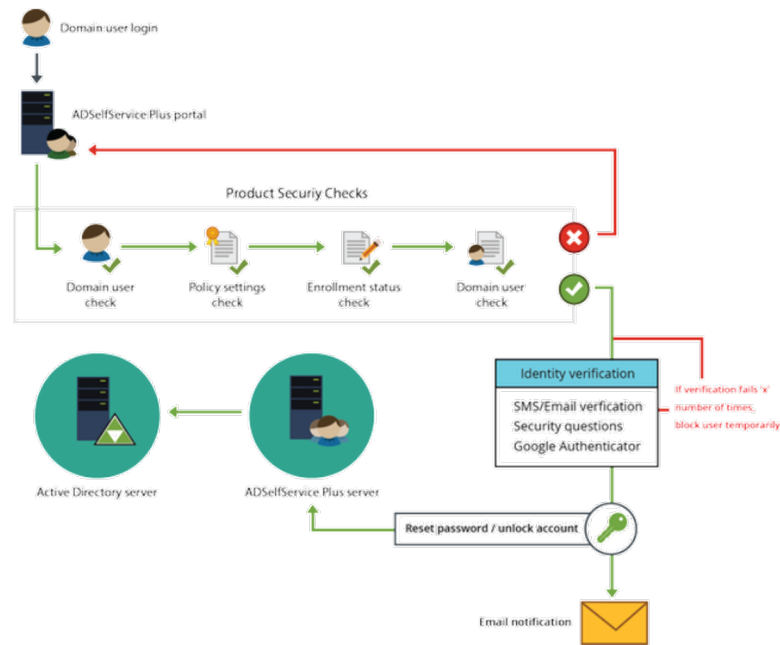 Domain user login
ADSelfService Plus portal
Product Securiy Checks
Domain user
check
Policy settings
check
Enrollment status
check
Domain user
check
Identity verification
SMS/Email verfication
Security questions
Google Authenticator
If verification fails 'x'
number of times,
block user temporarily
Active Directory server
ADSelfService Plus server
Reset password / unlock account
Email notification